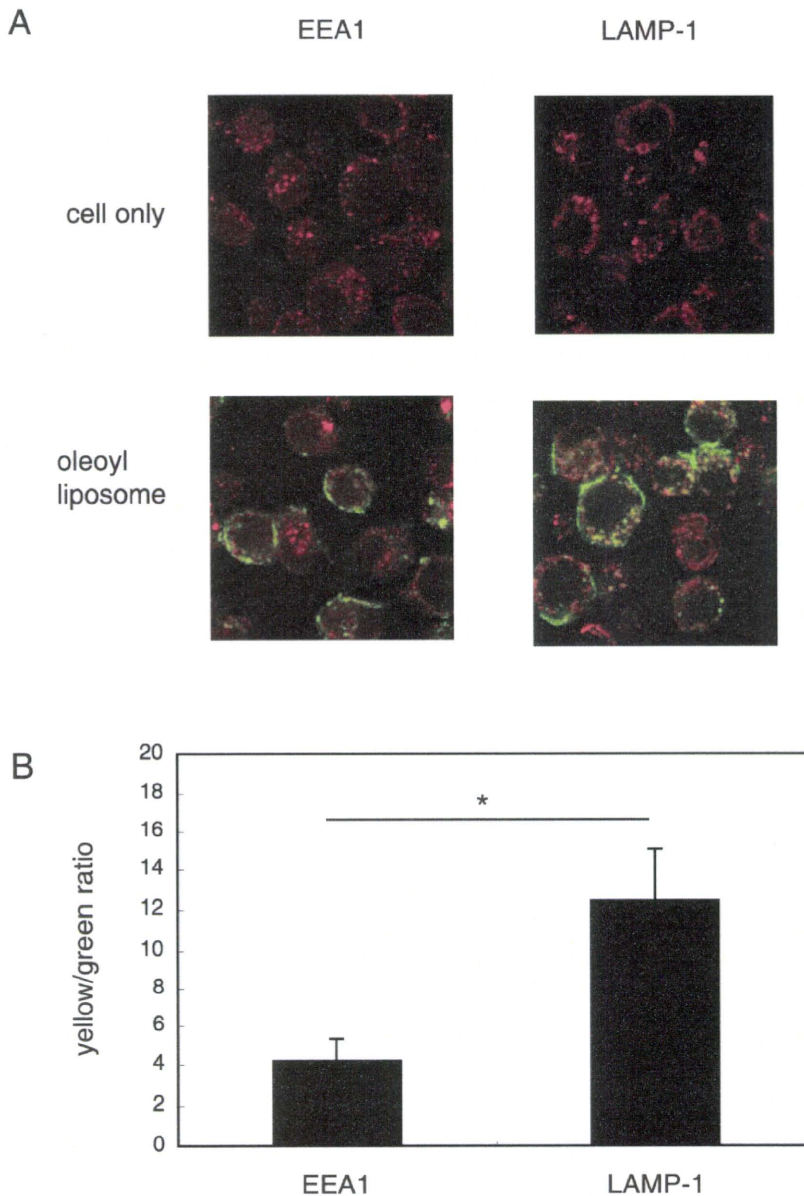 A
EEA1
LAMP-1
cell only
oleoyl
liposome
B
20
18
16
14
12
10
8
6
4
2
0
yellow/green ratio
*
EEA1
LAMP-1